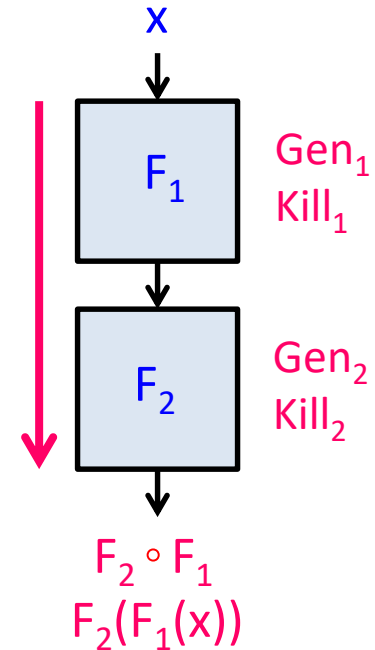 x
F₁
Gen₁
Kill₁
F₂
Gen₂
Kill₂
F₂ ∘ F₁
F₂(F₁(x))